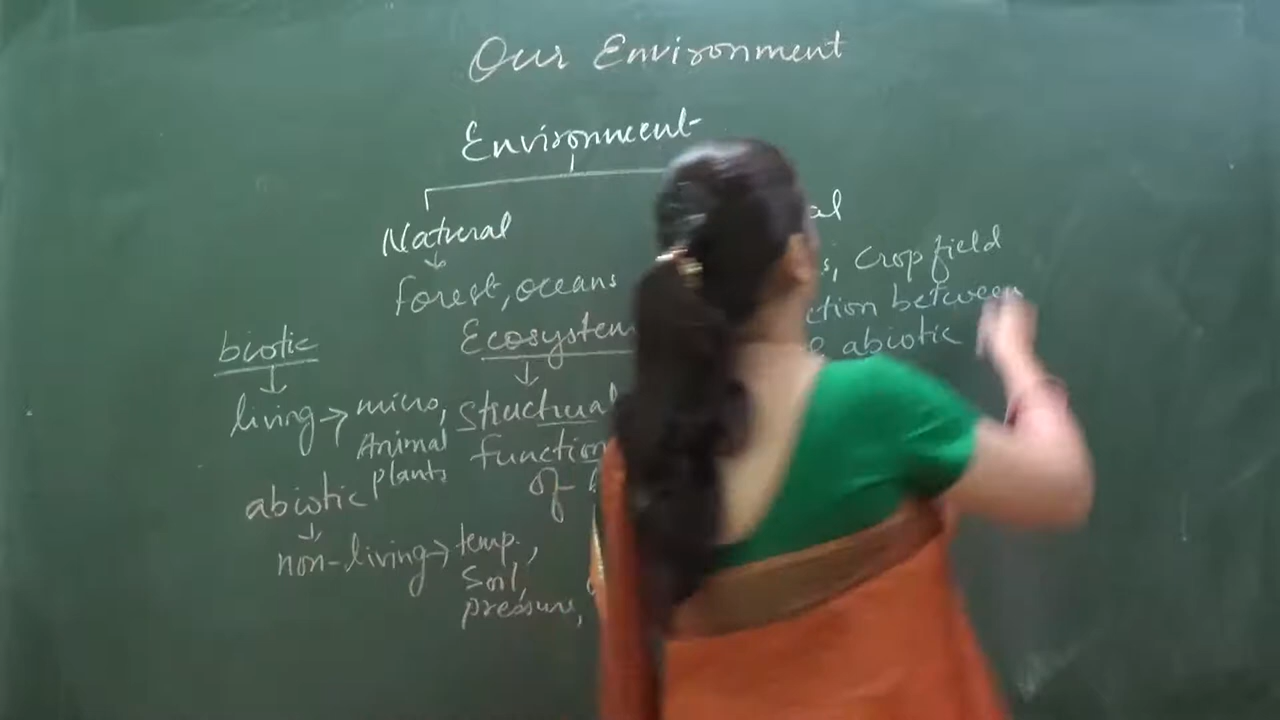 Our Environment
Environment
Natural
forest, oceans
crop field
between
Ecosystem
abiotic
biotic
living → micro,
Animal
plants
structural
function
of
abiotic
non-living → temp.,
Soil,
pressure,